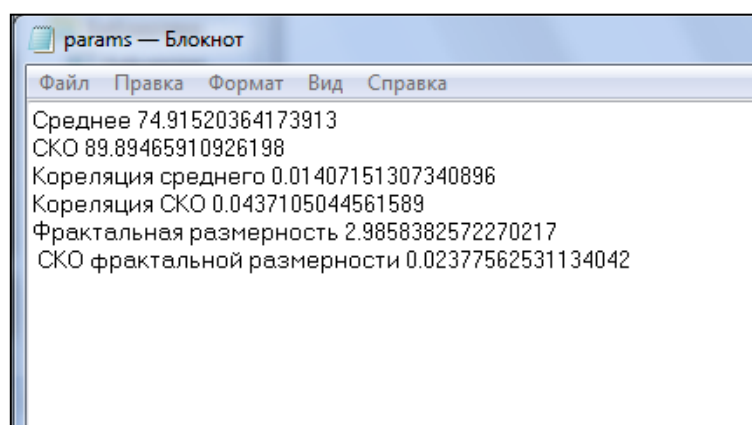 params — Блокнот
Файл Правка Формат Вид Справка
Среднее 74.91520364173913
СКО 89.89465910926198
Кореляция среднего 0.01407151307340896
Кореляция СКО 0.0437105044561589
Фрактальная размерность 2.9858382572270217
СКО фрактальной размерности 0.02377562531134042